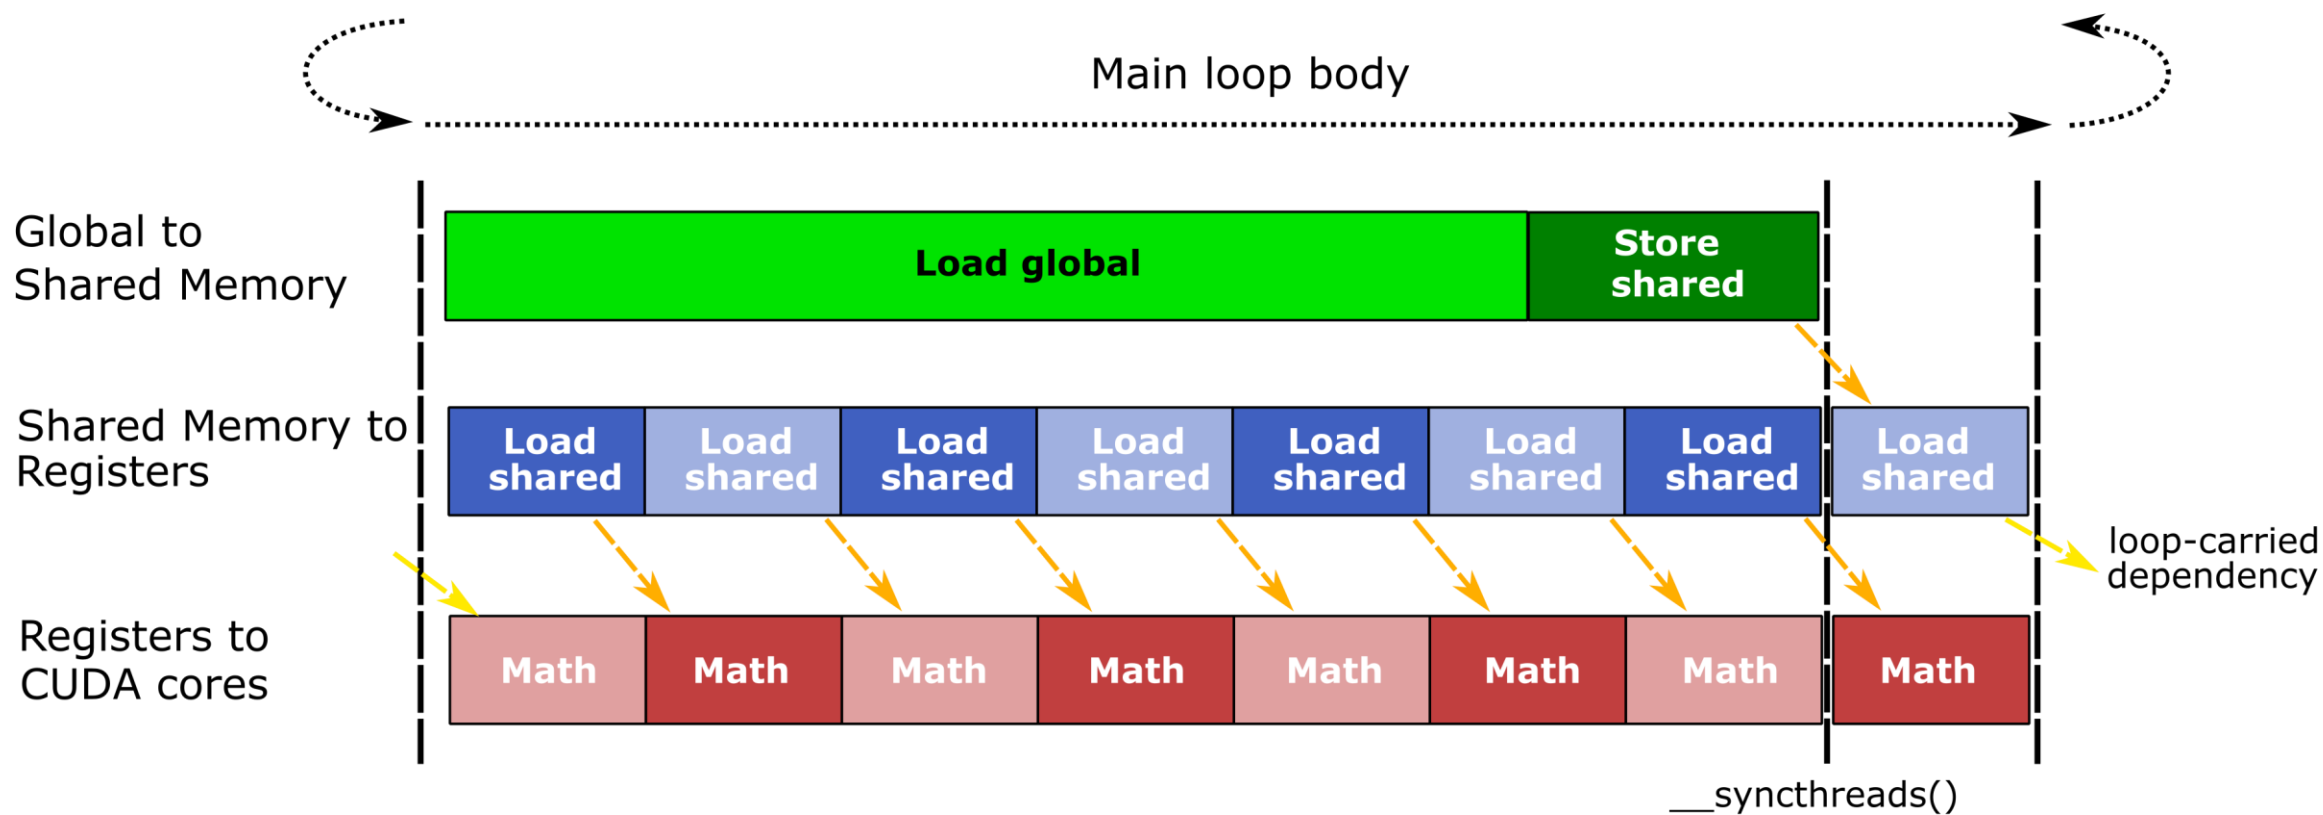 Main loop body
Global to
Shared Memory
Load global
Store
shared
Shared Memory to
Registers
Load
shared
Load
shared
Load
shared
Load
shared
Load
shared
Load
shared
Load
shared
Load
shared
loop-carried
dependency
Registers to
CUDA cores
Math
Math
Math
Math
Math
Math
Math
Math
__syncthreads()